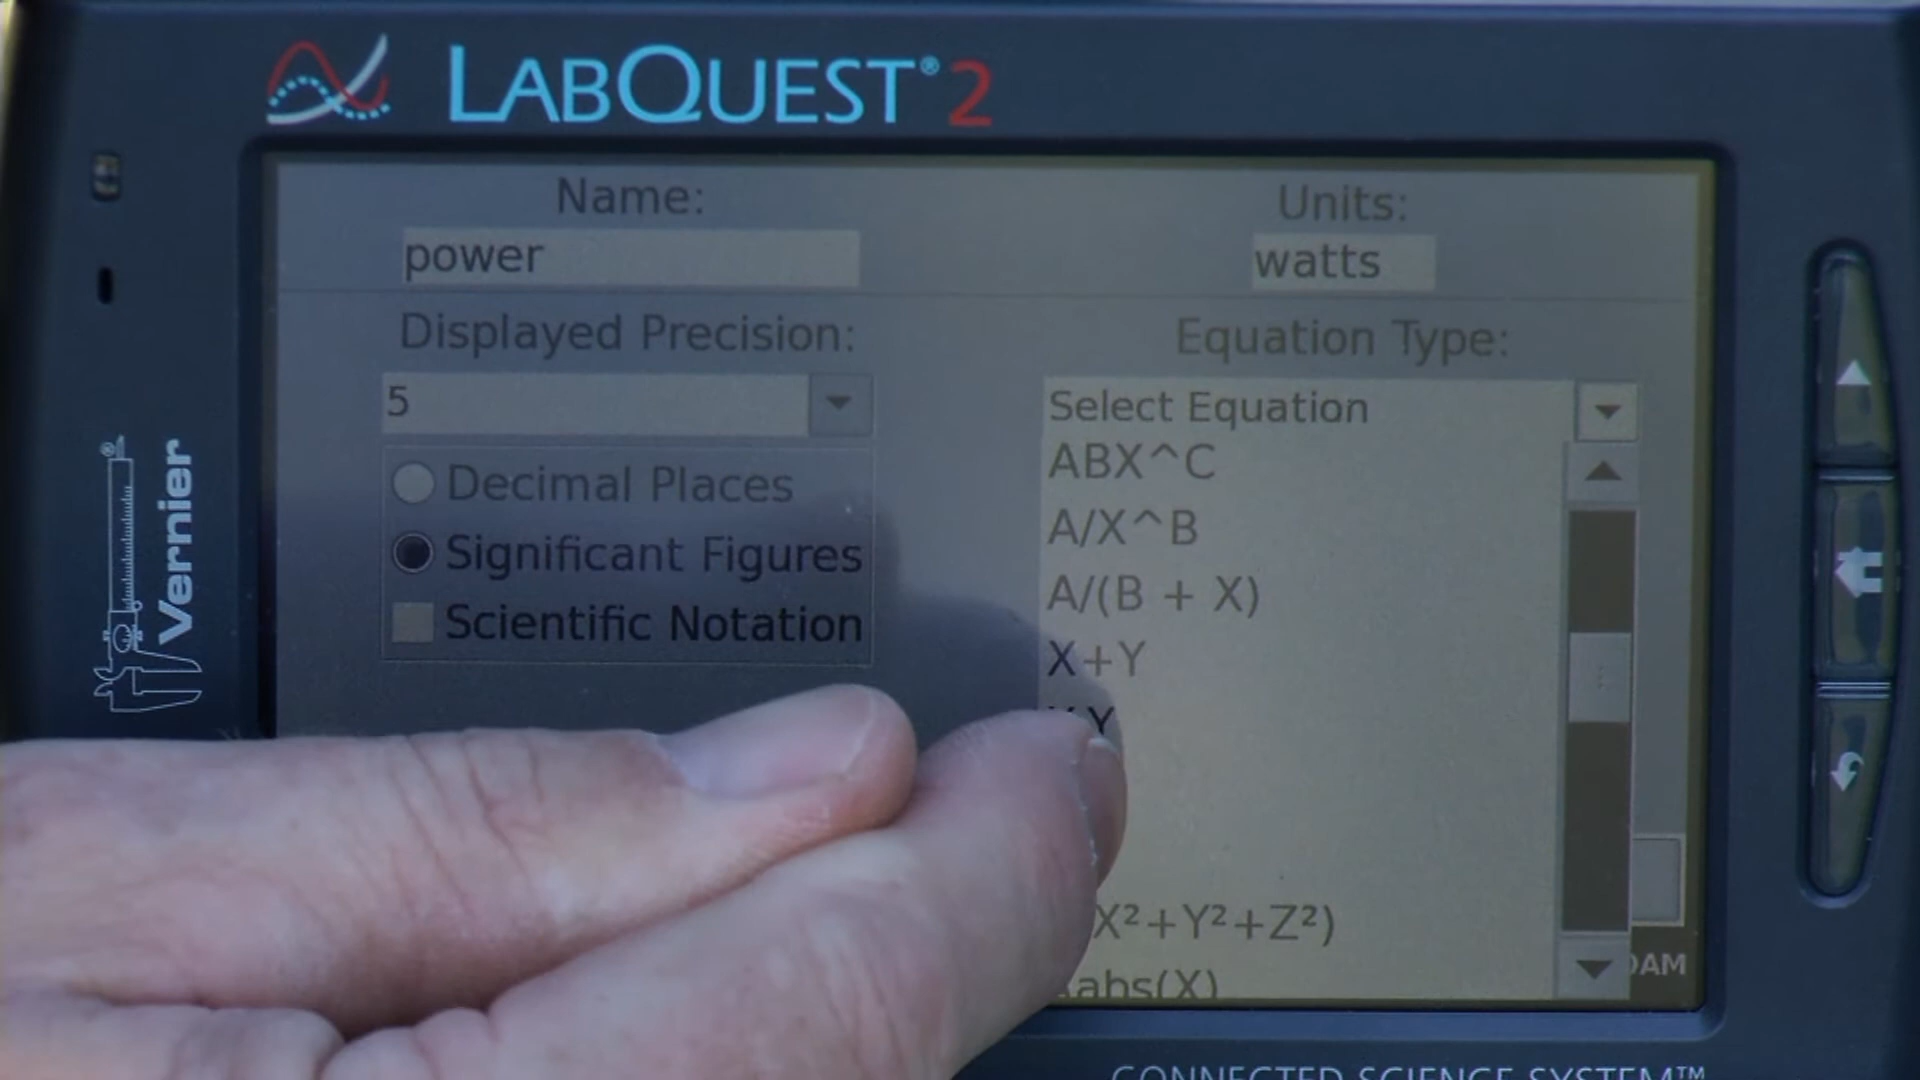 LABQUEST® 2
Vernier®
Name:
power
Units:
watts
Displayed Precision:
5
Decimal Places
Significant Figures
Scientific Notation
Equation Type:
Select Equation
ABX^C
A/X^B
A/(B + X)
X+Y
X²+Y²+Z²)
abs(X)
AM
CONNECTED SCIENCE SYSTEM™